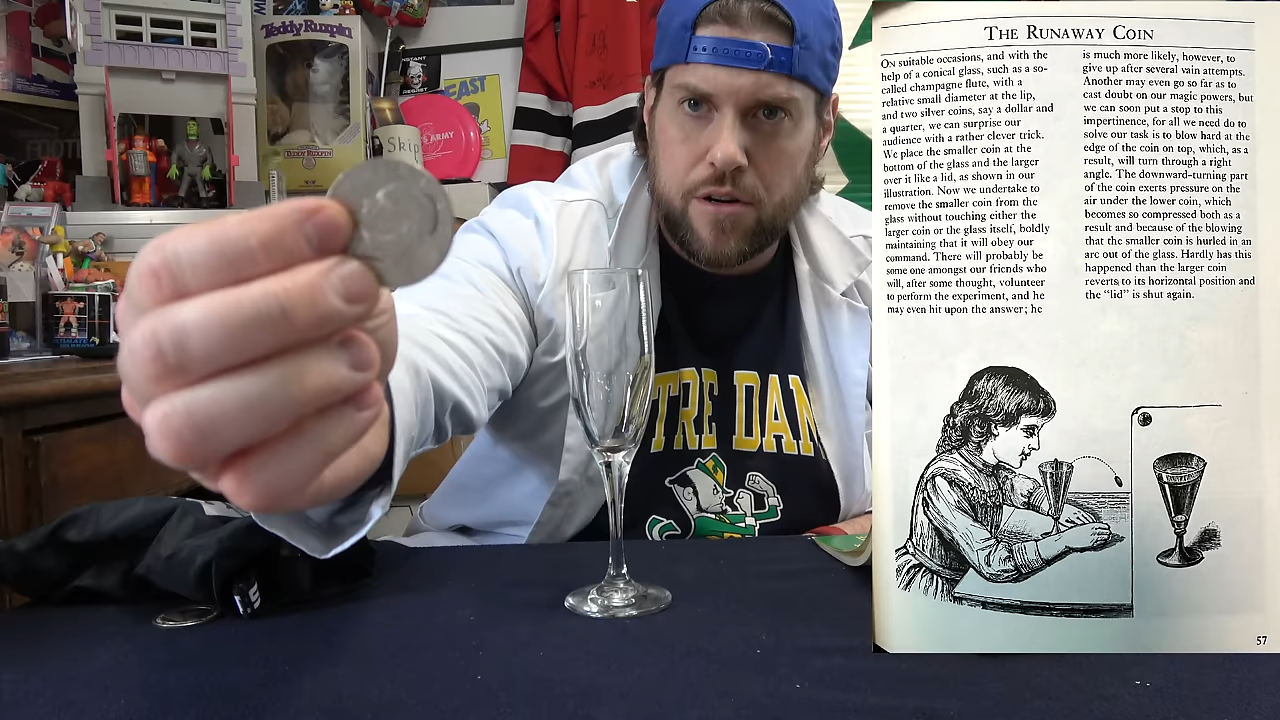 Teddy Ruxpin
TEDDY RUXPIN
INSTANT
REGRET
EAST
ARMY
Skip
TRE DAM
ULTIMATE
THE RUNAWAY COIN
ON suitable occasions, and with the
help of a conical glass, such as a so-
called champagne flute, with a
relative small diameter at the lip,
and two silver coins, say a dollar and
a quarter, we can surprise our
audience with a rather clever trick.
We place the smaller coin at the
bottom of the glass and the larger
over it like a lid, as shown in our
illustration. Now we undertake to
remove the smaller coin from the
glass without touching either the
larger coin or the glass itself, boldly
maintaining that it will obey our
command. There will probably be
some one amongst our friends who
will, after some thought, volunteer
to perform the experiment, and he
may even hit upon the answer; he
is much more likely, however, to
give up after several vain attempts.
Another may even go so far as to
cast doubt on our magic powers, but
we can soon put a stop to this
impertinence, for all we need do to
solve our task is to blow hard at the
edge of the coin on top, which, as a
result, will turn through a right
angle. The downward-turning part
of the coin exerts pressure on the
air under the lower coin, which
becomes so compressed both as a
result and because of the blowing
that the smaller coin is hurled in an
arc out of the glass. Hardly has this
happened than the larger coin
reverts to its horizontal position and
the "lid" is shut again.
57